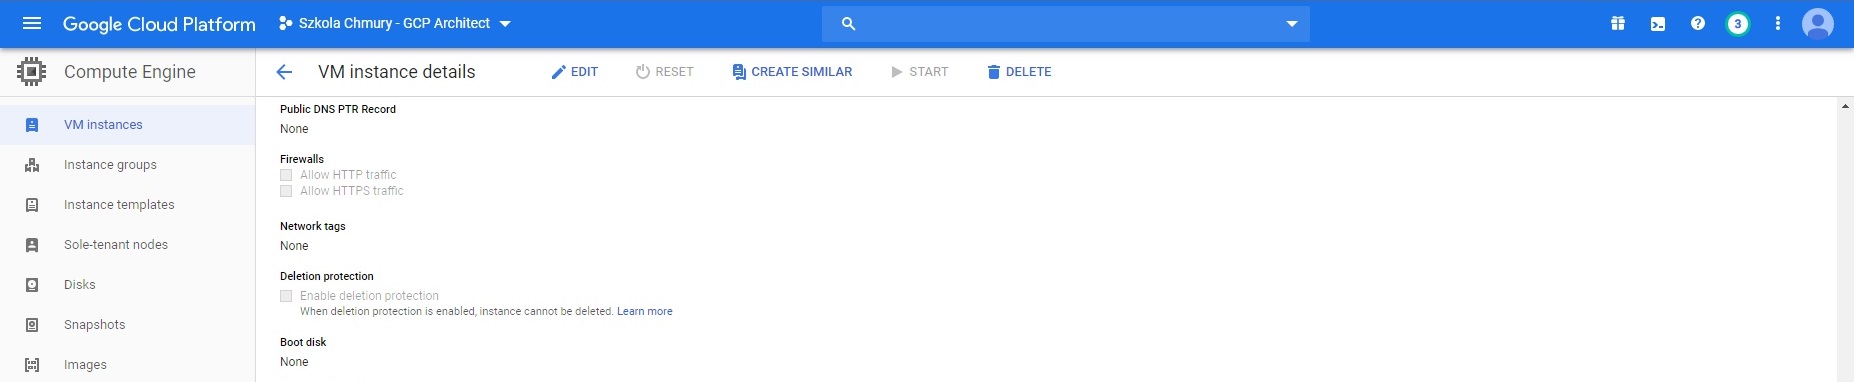 Google Cloud Platform
Szkola Chmury - GCP Architect
3
Compute Engine
VM instance details
EDIT
RESET
CREATE SIMILAR
START
DELETE
VM instances
Instance groups
Instance templates
Sole-tenant nodes
Disks
Snapshots
Images
Public DNS PTR Record
None
Firewalls
Allow HTTP traffic
Allow HTTPS traffic
Network tags
None
Deletion protection
Enable deletion protection
When deletion protection is enabled, instance cannot be deleted. Learn more
Boot disk
None